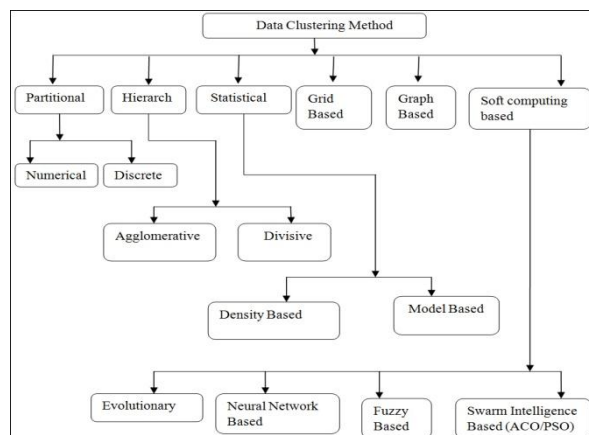 Data Clustering Method
Partitional
Hierarch
Statistical
Grid
Based
Graph
Based
Soft computing
based
Numerical
Discrete
Agglomerative
Divisive
Density Based
Model Based
Evolutionary
Neural Network
Based
Fuzzy
Based
Swarm Intelligence
Based (ACO/PSO)